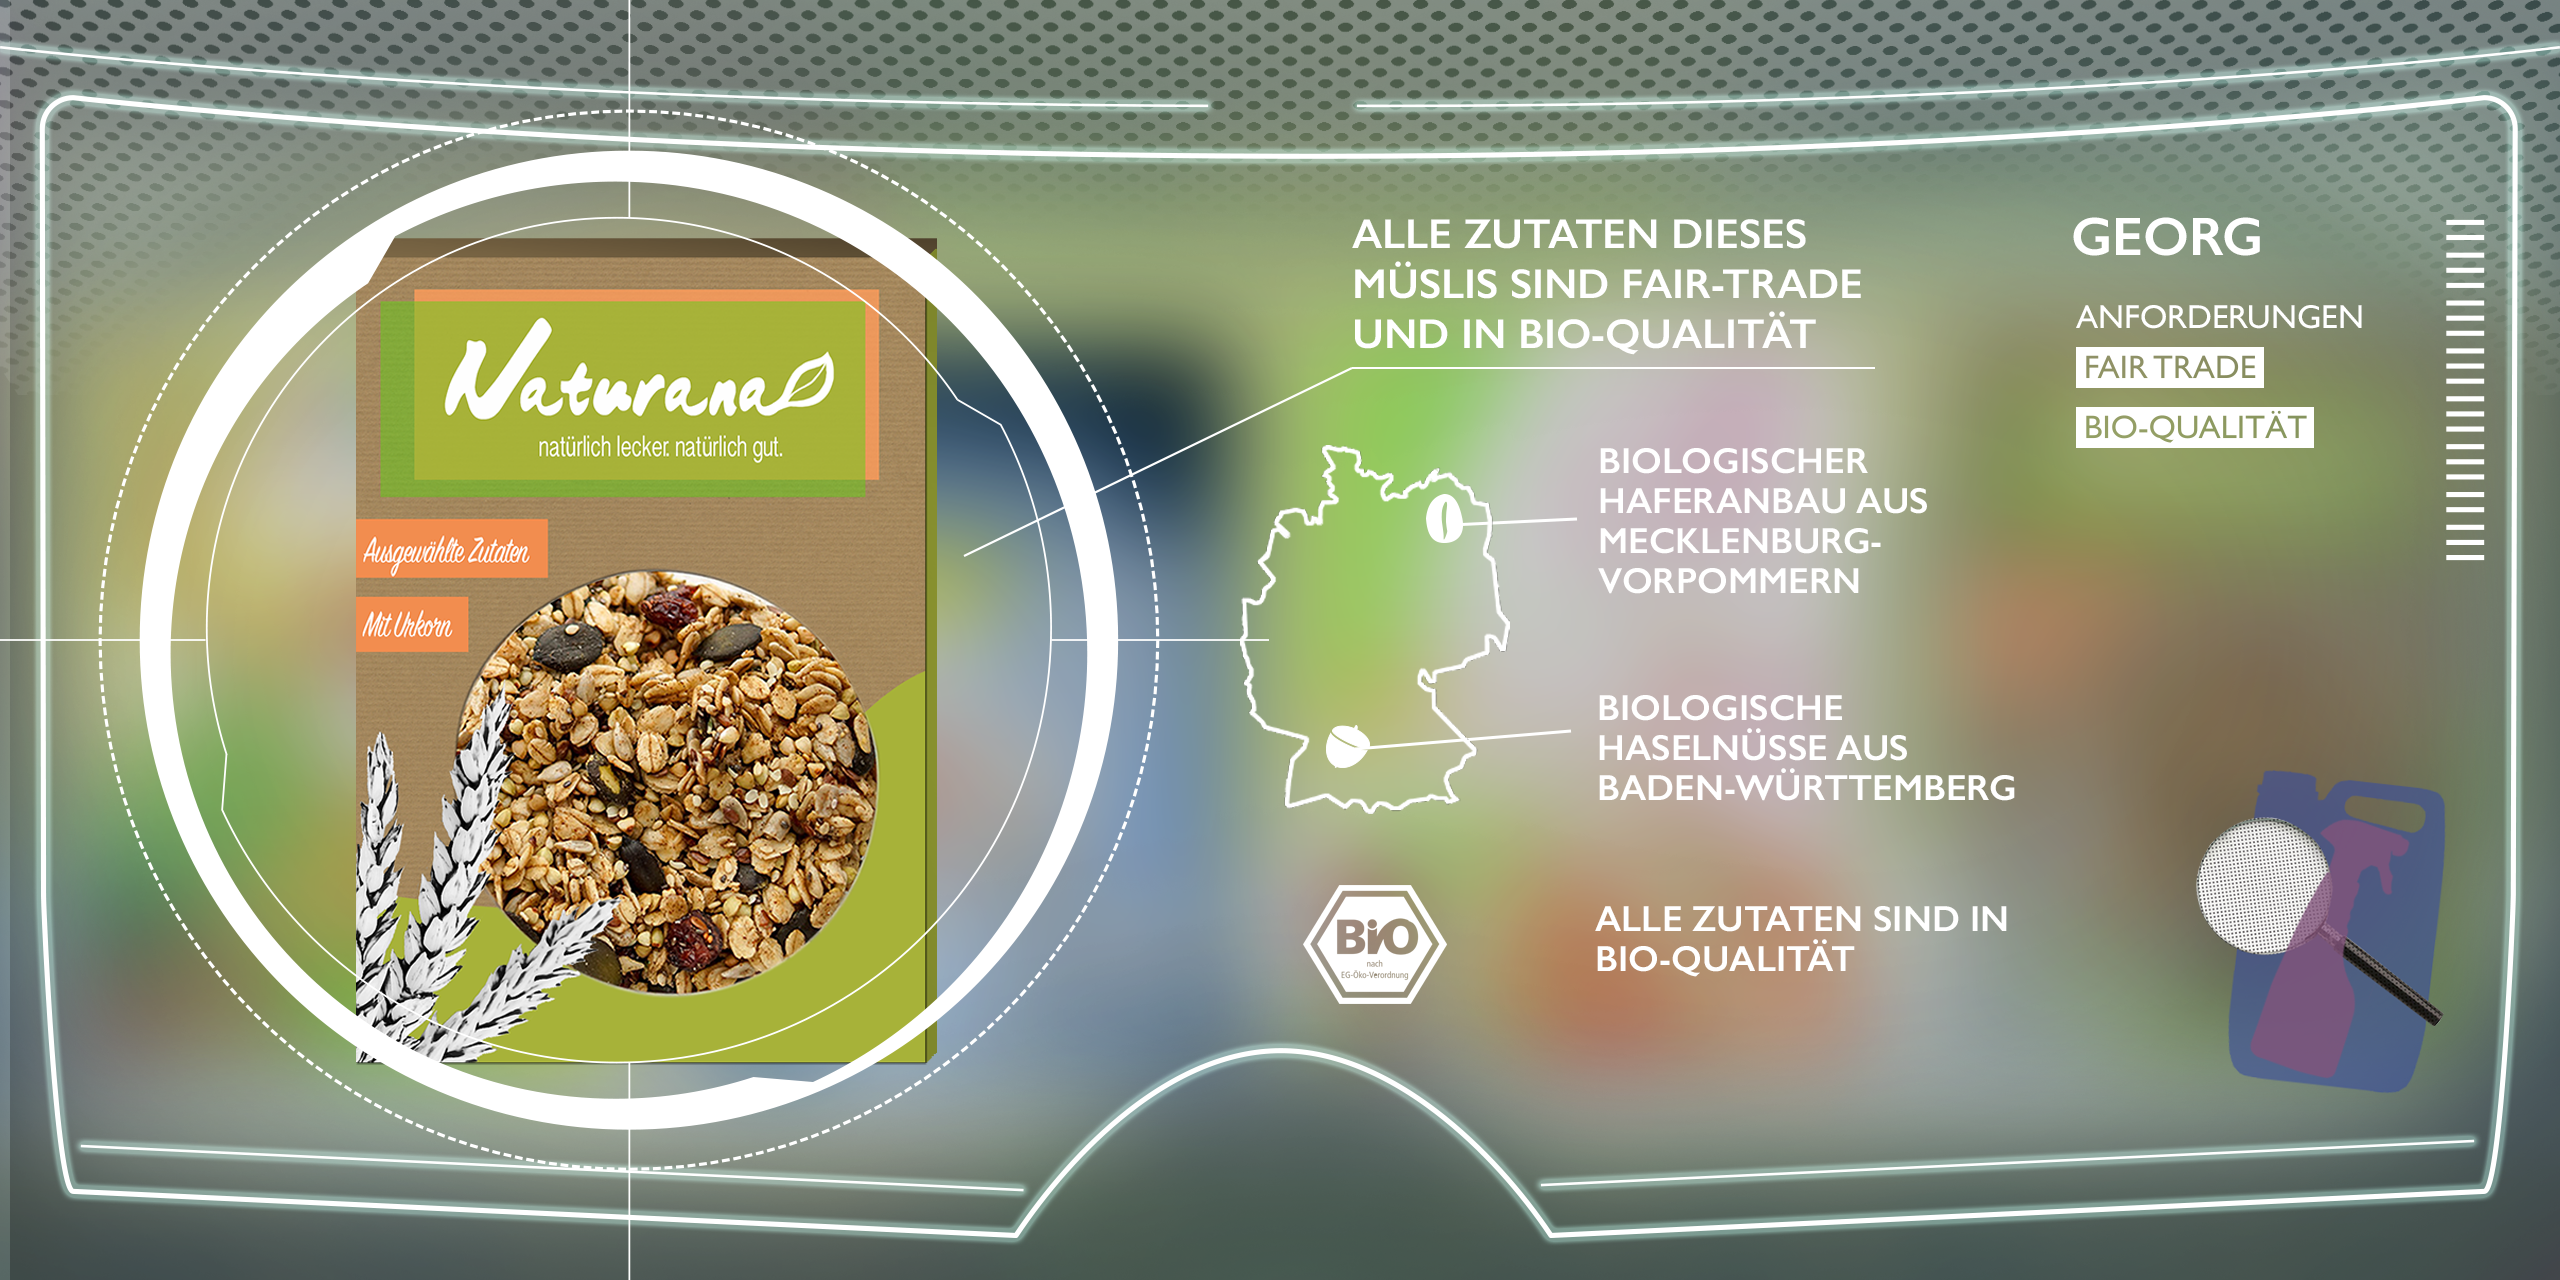 Naturana
natürlich lecker. natürlich gut.
Ausgewählte Zutaten
Mit Urkorn
ALLE ZUTATEN DIESES
MÜSLIS SIND FAIR-TRADE
UND IN BIO-QUALITÄT
BIOLOGISCHER
HAFERANBAU AUS
MECKLENBURG-
VORPOMMERN
BIOLOGISCHE
HASELNÜSSE AUS
BADEN-WÜRTTEMBERG
Bio
nach
EG-Öko-Verordnung
ALLE ZUTATEN SIND IN
BIO-QUALITÄT
GEORG
ANFORDERUNGEN
FAIR TRADE
BIO-QUALITÄT